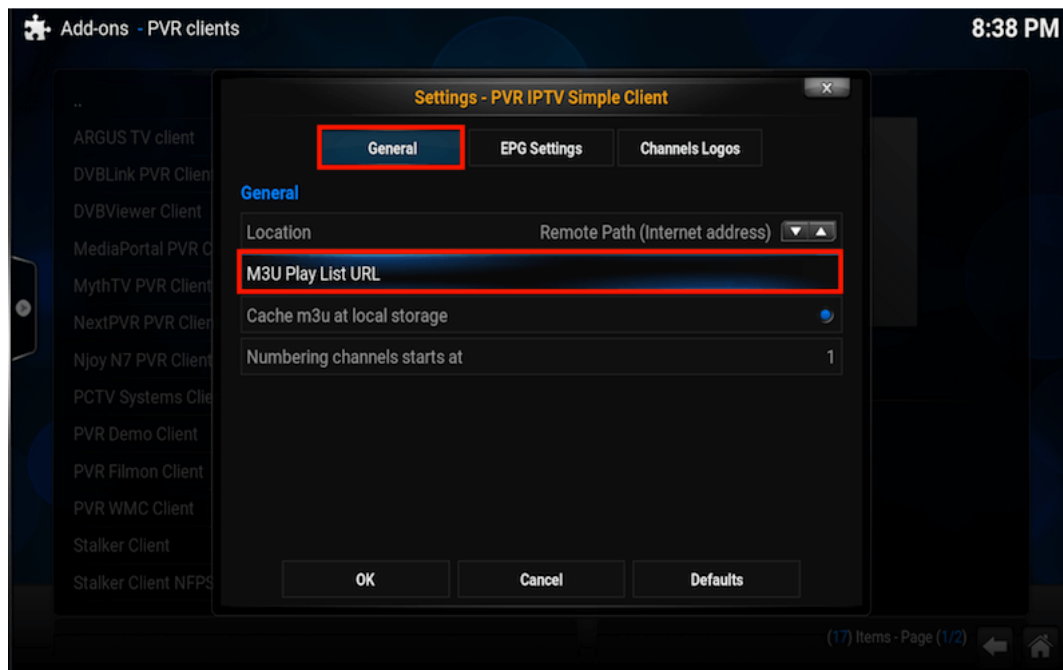 Add-ons - PVR clients
8:38 PM
Settings - PVR IPTV Simple Client
x
General
EPG Settings
Channels Logos
General
Location
Remote Path (Internet address)
M3U Play List URL
Cache m3u at local storage
Numbering channels starts at
1
OK
Cancel
Defaults
..
ARGUS TV client
DVBLink PVR Clien
DVBViewer Client
MediaPortal PVR C
MythTV PVR Client
NextPVR PVR Clien
Njoy N7 PVR Client
PCTV Systems Clie
PVR Demo Client
PVR Filmon Client
PVR WMC Client
Stalker Client
Stalker Client NFPS
(17) Items - Page (1/2)